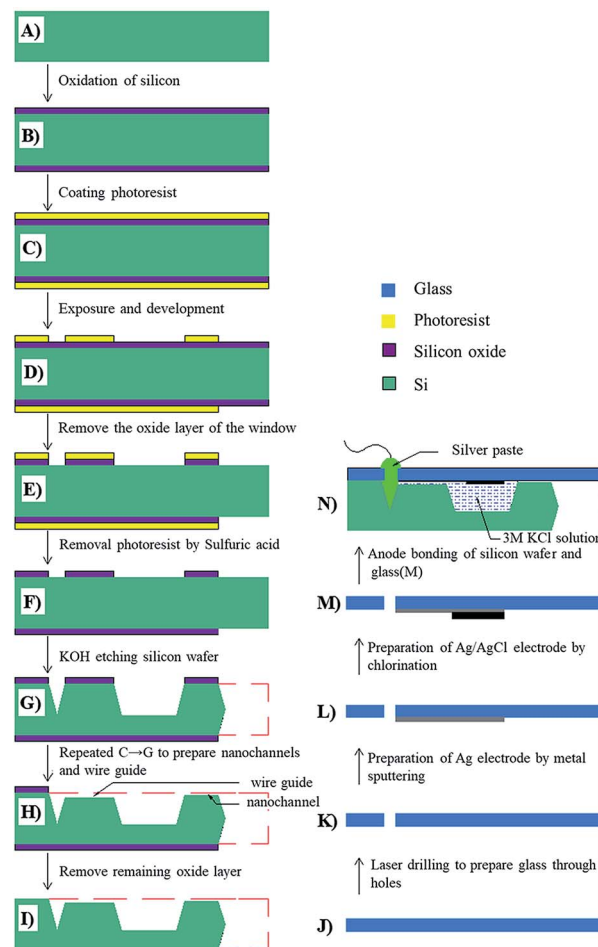 A)
Oxidation of silicon
B)
Coating photoresist
C)
Exposure and development
D)
Remove the oxide layer of the window
E)
Removal photoresist by Sulfuric acid
F)
KOH etching silicon wafer
G)
Repeated C→G to prepare nanochannels
and wire guide
wire guide
nanochannel
H)
Remove remaining oxide layer
I)
Glass
Photoresist
Silicon oxide
Si
Silver paste
N)
3M KCl solution
Anode bonding of silicon wafer and
glass(M)
M)
Preparation of Ag/AgCl electrode by
chlorination
L)
Preparation of Ag electrode by metal
sputtering
K)
Laser drilling to prepare glass through
holes
J)